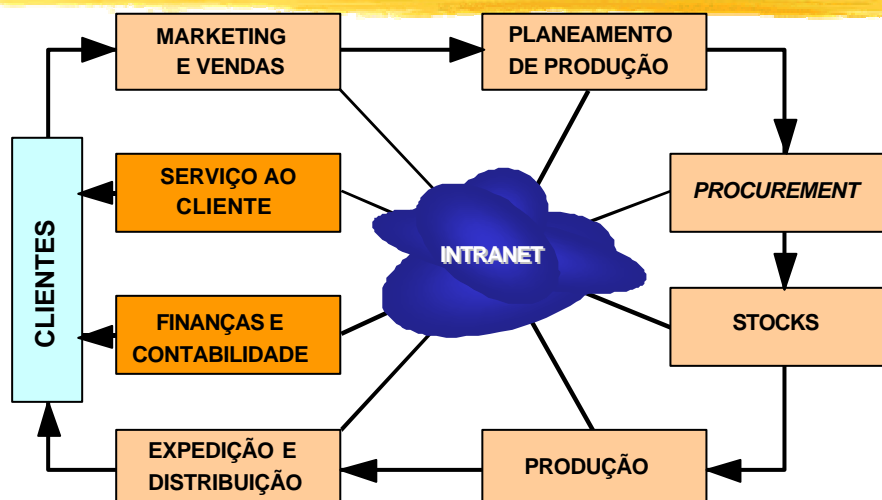 MARKETING
E VENDAS
PLANEAMENTO
DE PRODUÇÃO
SERVIÇO AO
CLIENTE
PROCUREMENT
CLIENTES
INTRANET
FINANÇAS E
CONTABILIDADE
STOCKS
EXPEDIÇÃO E
DISTRIBUIÇÃO
PRODUÇÃO